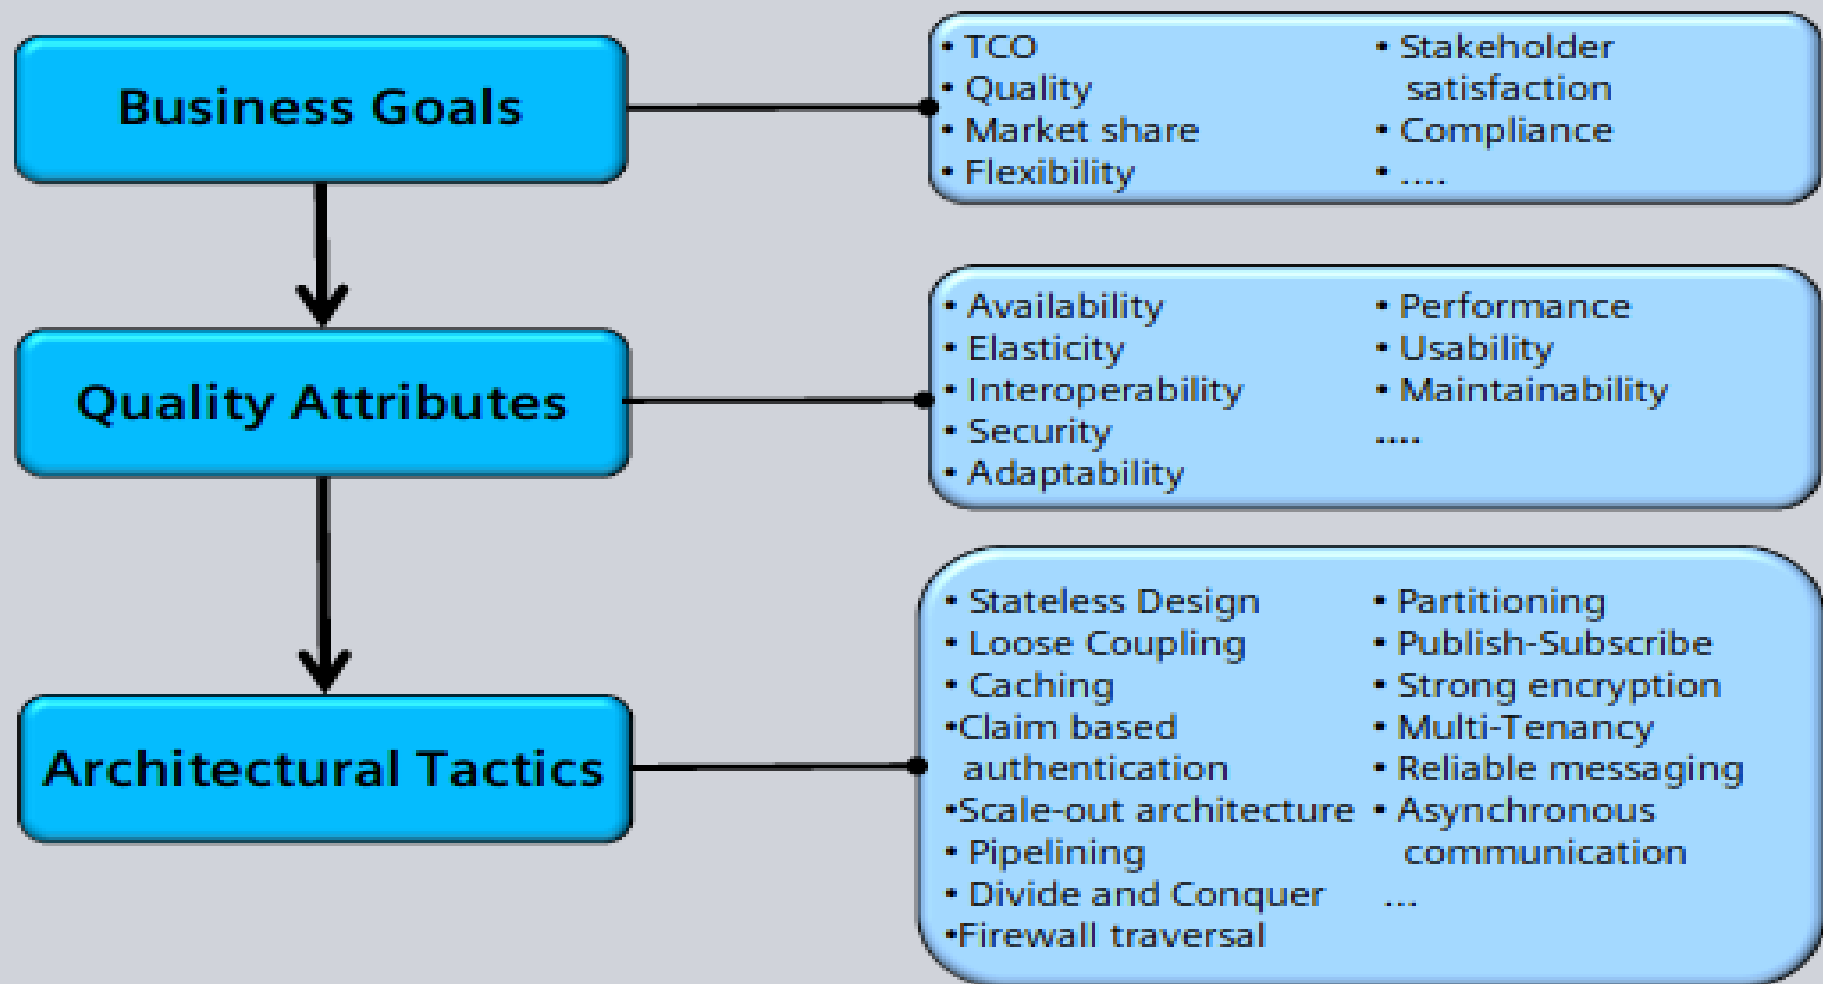 Business Goals
• TCO
• Quality
• Market share
• Flexibility
• Stakeholder
satisfaction
• Compliance
• ....
Quality Attributes
• Availability
• Elasticity
• Interoperability
• Security
• Adaptability
• Performance
• Usability
• Maintainability
....
Architectural Tactics
• Stateless Design
• Loose Coupling
• Caching
•Claim based
authentication
•Scale-out architecture
• Pipelining
• Divide and Conquer
•Firewall traversal
• Partitioning
• Publish-Subscribe
• Strong encryption
• Multi-Tenancy
• Reliable messaging
• Asynchronous
communication
...